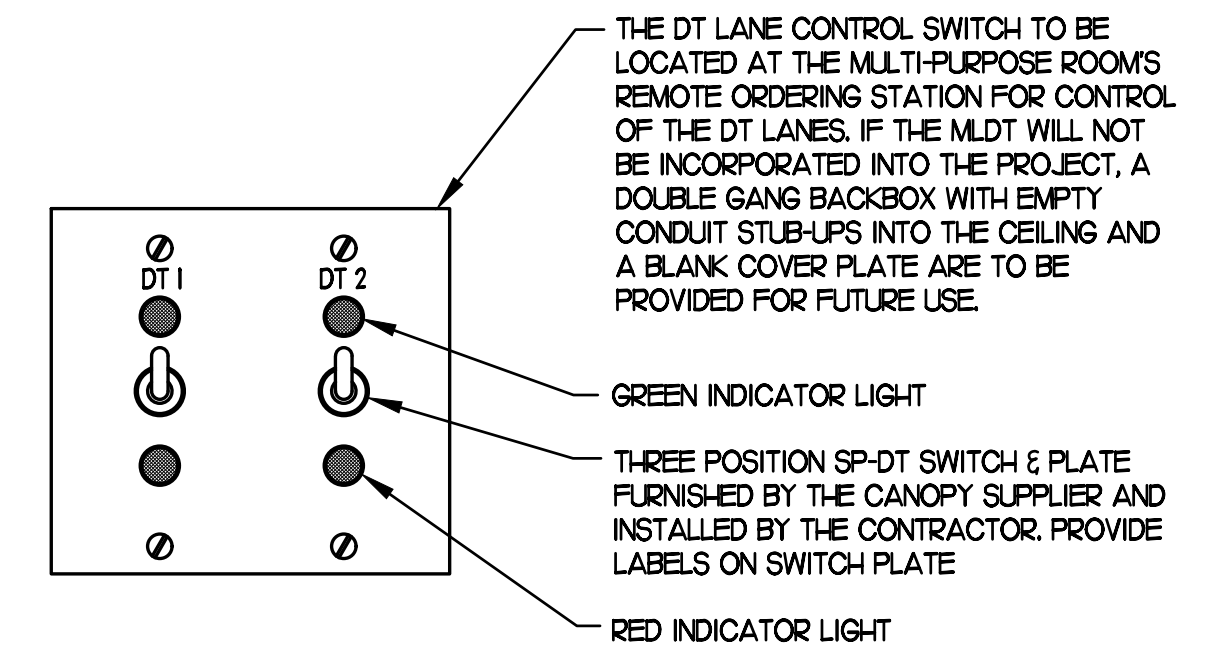 THE DT LANE CONTROL SWITCH TO BE
LOCATED AT THE MULTI-PURPOSE ROOM'S
REMOTE ORDERING STATION FOR CONTROL
OF THE DT LANES. IF THE MLDT WILL NOT
BE INCORPORATED INTO THE PROJECT, A
DOUBLE GANG BACKBOX WITH EMPTY
CONDUIT STUB-UPS INTO THE CEILING AND
A BLANK COVER PLATE ARE TO BE
PROVIDED FOR FUTURE USE.
DT 1
DT 2
GREEN INDICATOR LIGHT
THREE POSITION SP-DT SWITCH & PLATE
FURNISHED BY THE CANOPY SUPPLIER AND
INSTALLED BY THE CONTRACTOR. PROVIDE
LABELS ON SWITCH PLATE
RED INDICATOR LIGHT